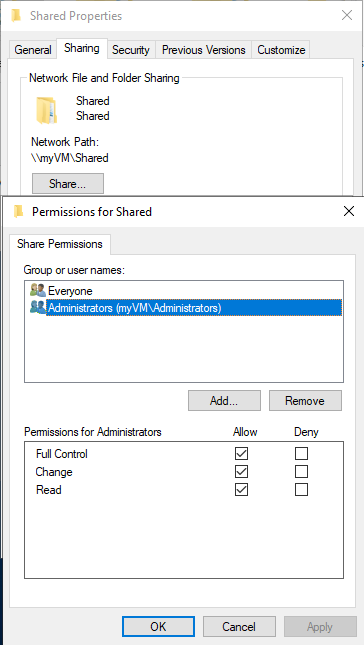 Shared Properties
General Sharing Security Previous Versions Customize
Network File and Folder Sharing
Shared
Shared
Network Path:
\\myVM\Shared
Share...
Permissions for Shared
Share Permissions
Group or user names:
Everyone
Administrators (myVM\Administrators)
Add... Remove
Permissions for Administrators Allow Deny
Full Control
Change
Read
OK Cancel Apply